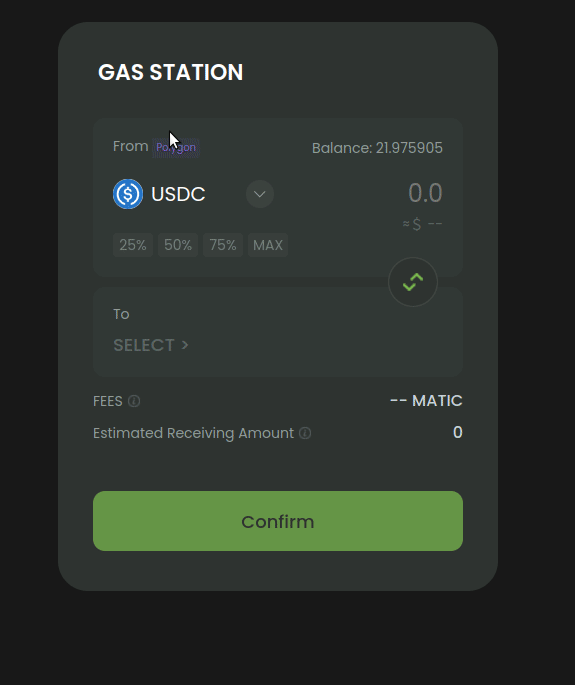 GAS STATION
From Polygon Balance: 21.975905
USDC 0.0
≈$ --
25% 50% 75% MAX
To
SELECT >
FEES -- MATIC
Estimated Receiving Amount 0
Confirm